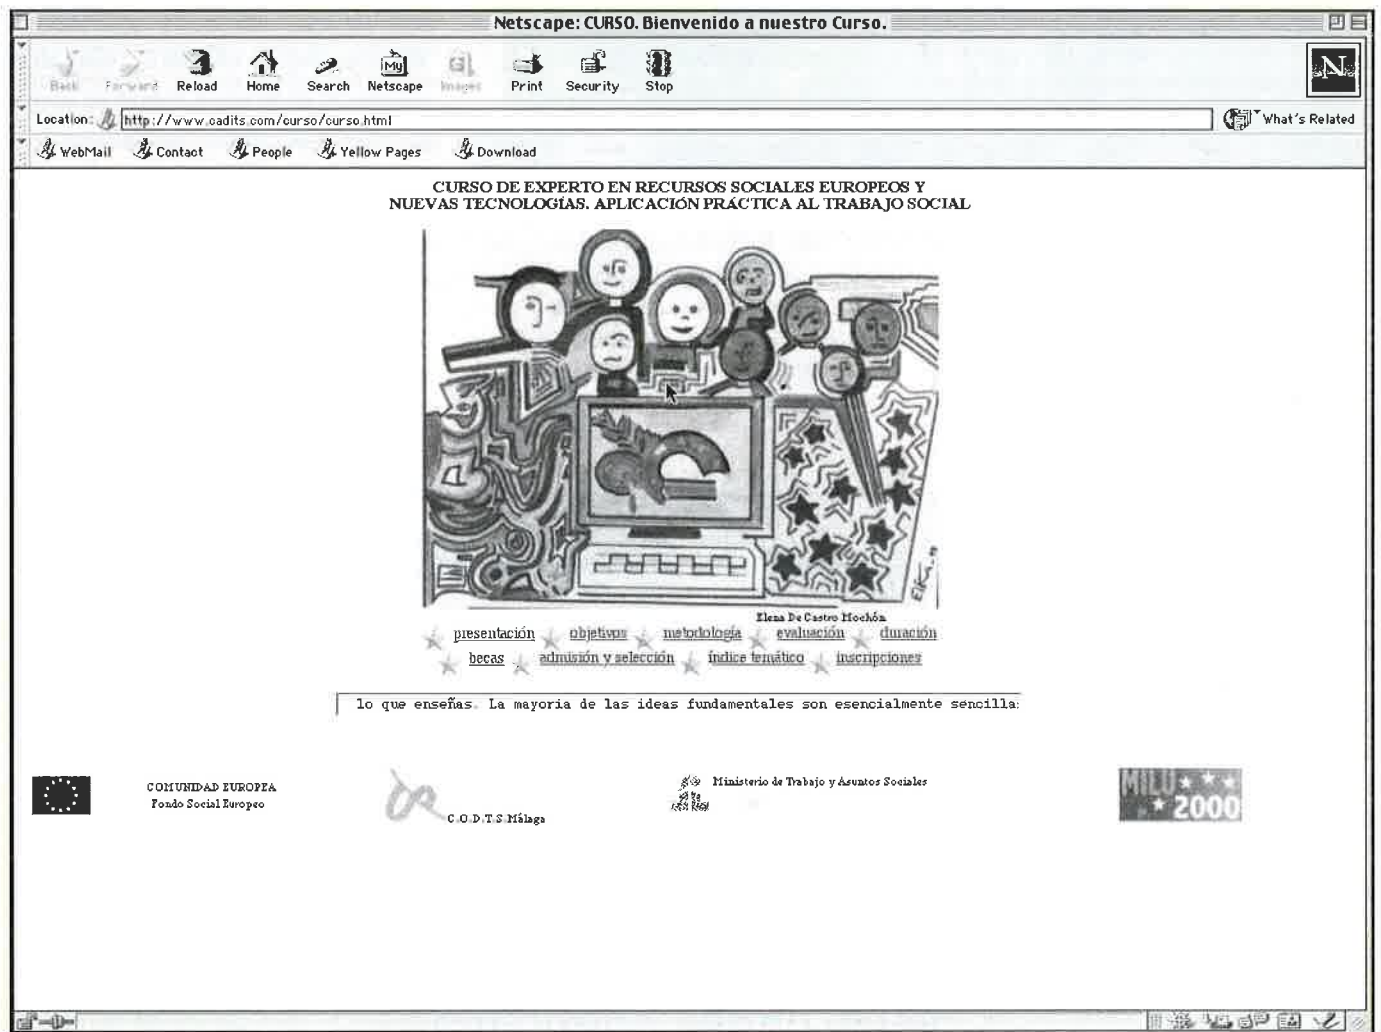 Netscape: CURSO. Bienvenido a nuestro Curso.
Back Forward Reload Home Search Netscape Images Print Security Stop
My
N
Location: http://www.cadits.com/curso/curso.html What's Related
WebMail Contact People Yellow Pages Download
CURSO DE EXPERTO EN RECURSOS SOCIALES EUROPEOS Y
NUEVAS TECNOLOGÍAS. APLICACIÓN PRÁCTICA AL TRABAJO SOCIAL
Elena De Castro Mochón
presentación objetivos metodología evaluación duración
becas admisión y selección índice temático inscripciones
lo que enseñas. La mayoria de las ideas fundamentales son esencialmente sencilla:
COMUNIDAD EUROPEA
Fondo Social Europeo
C.O.D.T.S. Málaga
Ministerio de Trabajo y Asuntos Sociales
MILU
2000